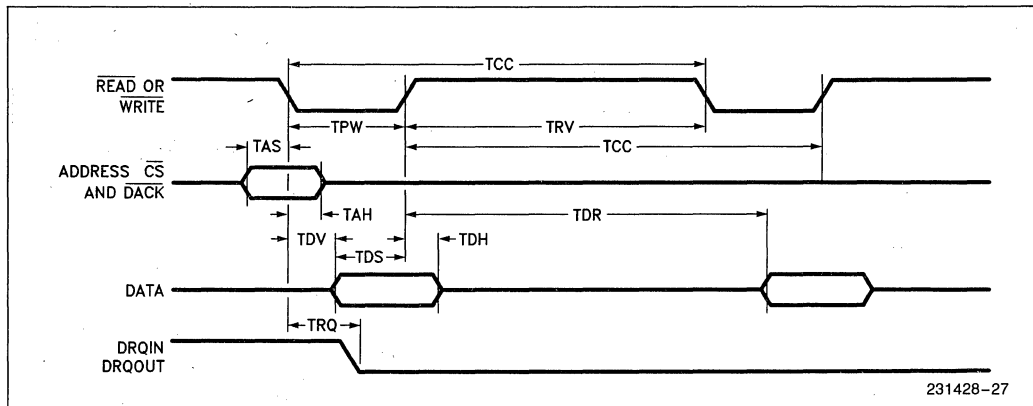 TCC
READ OR
WRITE
TPW
TRV
TAS
TCC
ADDRESS CS
AND DACK
TAH
TDR
TDV
TDH
TDS
DATA
TRQ
DRQIN
DRQOUT
231428-27